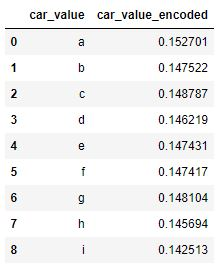 car_value car_value_encoded
0 a 0.152701
1 b 0.147522
2 c 0.148787
3 d 0.146219
4 e 0.147431
5 f 0.147417
6 g 0.148104
7 h 0.145694
8 i 0.142513